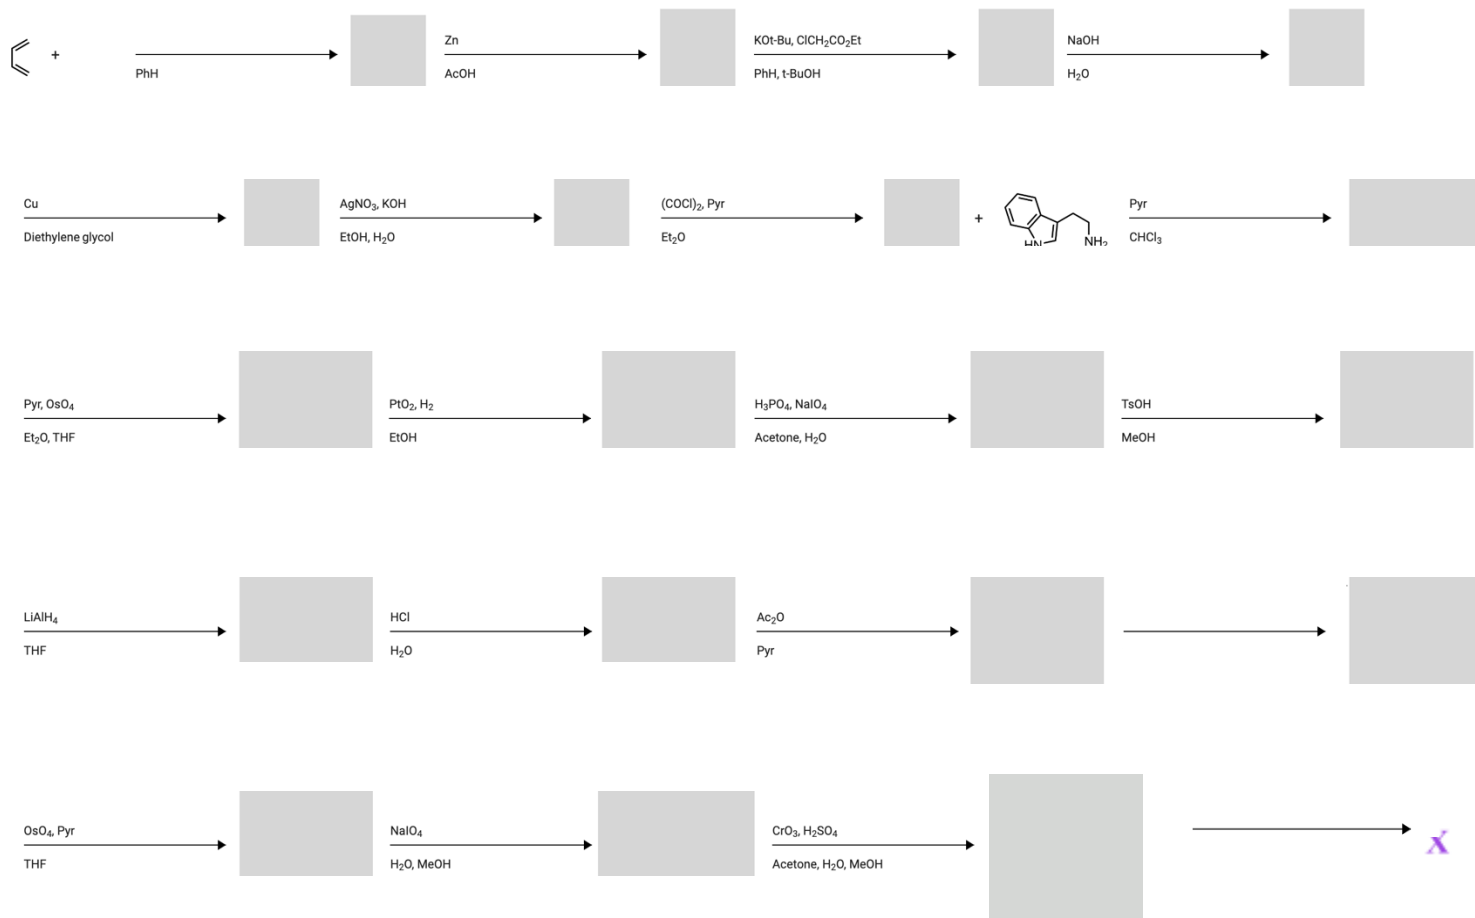 +
PhH
Zn
AcOH
KOt-Bu, ClCH₂CO₂Et
PhH, t-BuOH
NaOH
H₂O
Cu
Diethylene glycol
AgNO₃, KOH
EtOH, H₂O
(COCl)₂, Pyr
Et₂O
+
HN
NH₂
Pyr
CHCl₃
Pyr, OsO₄
Et₂O, THF
PtO₂, H₂
EtOH
H₃PO₄, NaIO₄
Acetone, H₂O
TsOH
MeOH
LiAlH₄
THF
HCl
H₂O
Ac₂O
Pyr
OsO₄, Pyr
THF
NaIO₄
H₂O, MeOH
CrO₃, H₂SO₄
Acetone, H₂O, MeOH
X